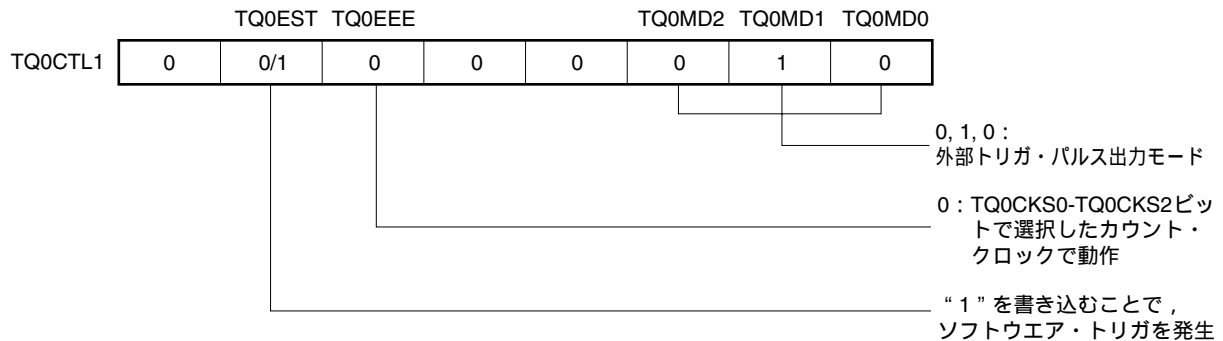 TQ0EST TQ0EEE TQ0MD2 TQ0MD1 TQ0MD0
TQ0CTL1 0 0/1 0 0 0 0 1 0
0, 1, 0：
外部トリガ・パルス出力モード
0：TQ0CKS0-TQ0CKS2ビッ
トで選択したカウント・
クロックで動作
“1”を書き込むことで，
ソフトウエア・トリガを発生